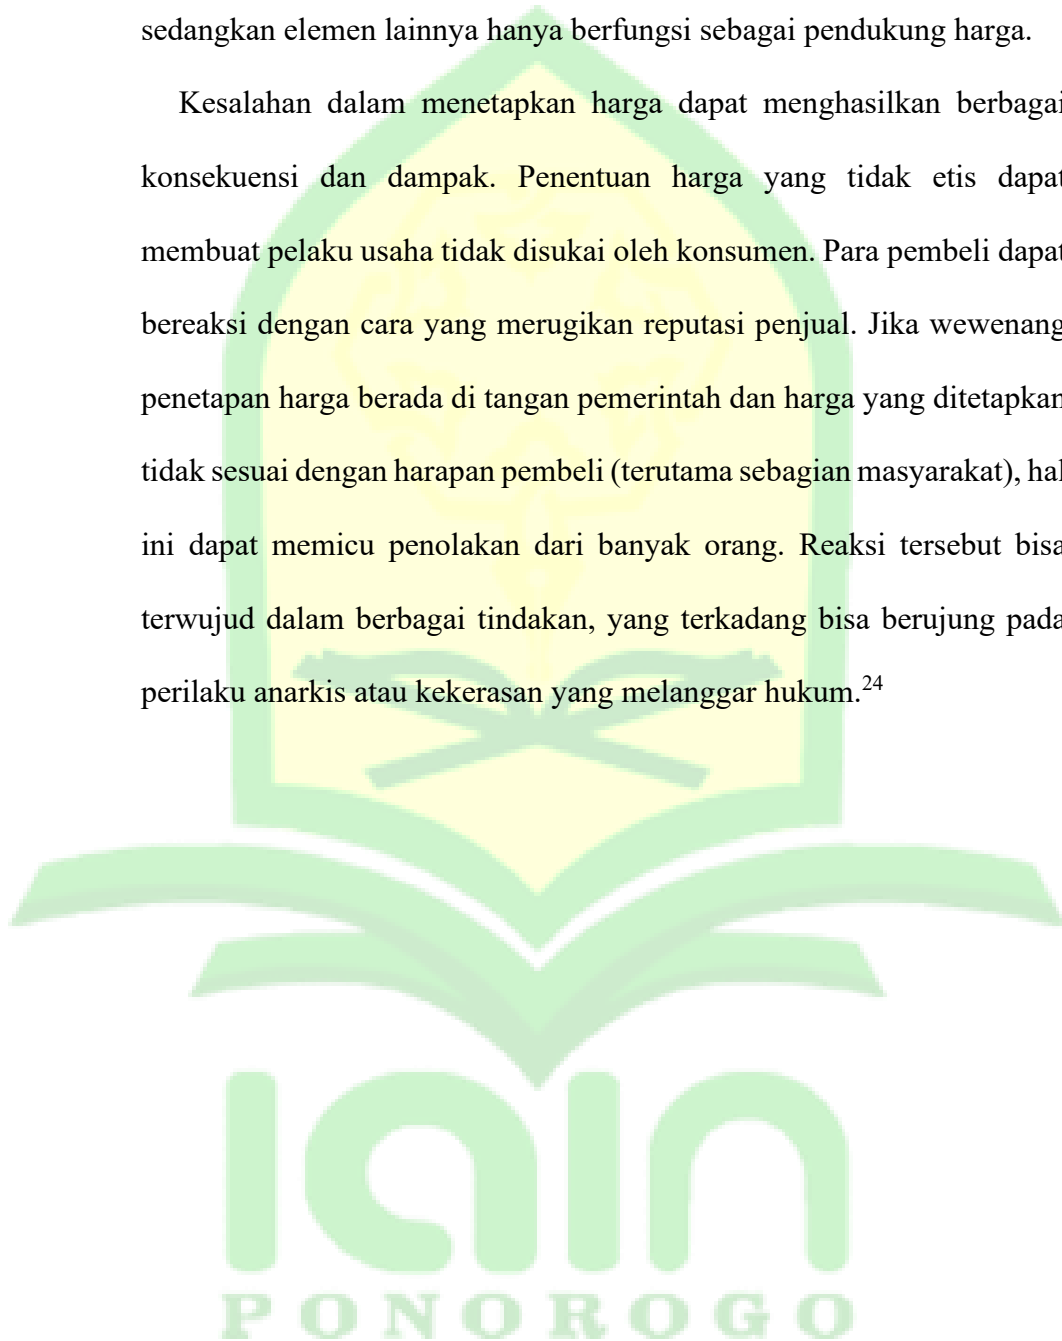 sedangkan elemen lainnya hanya berfungsi sebagai pendukung harga.
Kesalahan dalam menetapkan harga dapat menghasilkan berbagai
konsekuensi dan dampak. Penentuan harga yang tidak etis dapat
membuat pelaku usaha tidak disukai oleh konsumen. Para pembeli dapat
bereaksi dengan cara yang merugikan reputasi penjual. Jika wewenang
penetapan harga berada di tangan pemerintah dan harga yang ditetapkan
tidak sesuai dengan harapan pembeli (terutama sebagian masyarakat), hal
ini dapat memicu penolakan dari banyak orang. Reaksi tersebut bisa
terwujud dalam berbagai tindakan, yang terkadang bisa berujung pada
perilaku anarkis atau kekerasan yang melanggar hukum.24
iain
PONOROGO